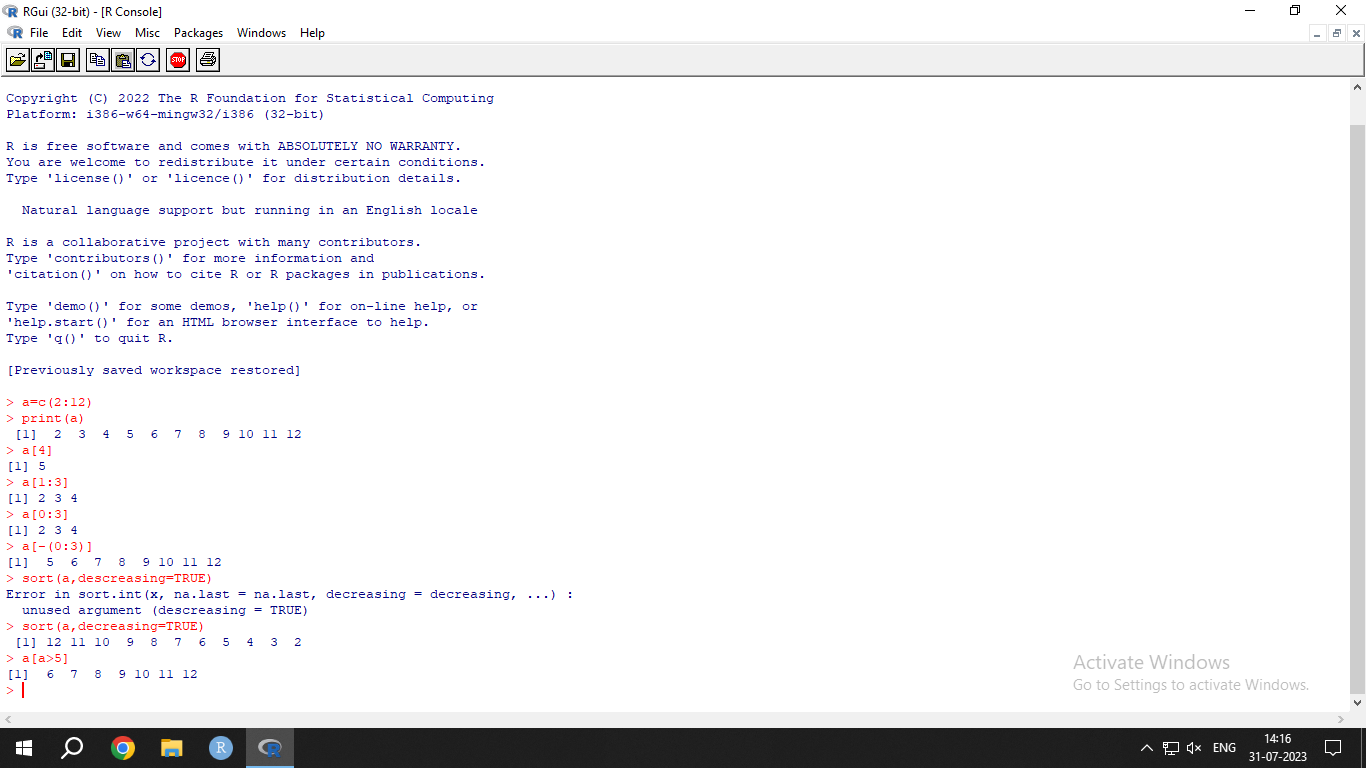 RGui (32-bit) - [R Console]
File Edit View Misc Packages Windows Help
STOP
Copyright (C) 2022 The R Foundation for Statistical Computing
Platform: i386-w64-mingw32/i386 (32-bit)
R is free software and comes with ABSOLUTELY NO WARRANTY.
You are welcome to redistribute it under certain conditions.
Type 'license()' or 'licence()' for distribution details.
Natural language support but running in an English locale
R is a collaborative project with many contributors.
Type 'contributors()' for more information and
'citation()' on how to cite R or R packages in publications.
Type 'demo()' for some demos, 'help()' for on-line help, or
'help.start()' for an HTML browser interface to help.
Type 'q()' to quit R.
[Previously saved workspace restored]
> a=c(2:12)
> print(a)
[1]  2  3  4  5  6  7  8  9 10 11 12
> a[4]
[1] 5
> a[1:3]
[1] 2 3 4
> a[0:3]
[1] 2 3 4
> a[-(0:3)]
[1]  5  6  7  8  9 10 11 12
> sort(a,descreasing=TRUE)
Error in sort.int(x, na.last = na.last, decreasing = decreasing, ...) :
unused argument (descreasing = TRUE)
> sort(a,decreasing=TRUE)
[1] 12 11 10  9  8  7  6  5  4  3  2
> a[a>5]
[1]  6  7  8  9 10 11 12
>
Activate Windows
Go to Settings to activate Windows.
R
R
ENG
14:16
31-07-2023